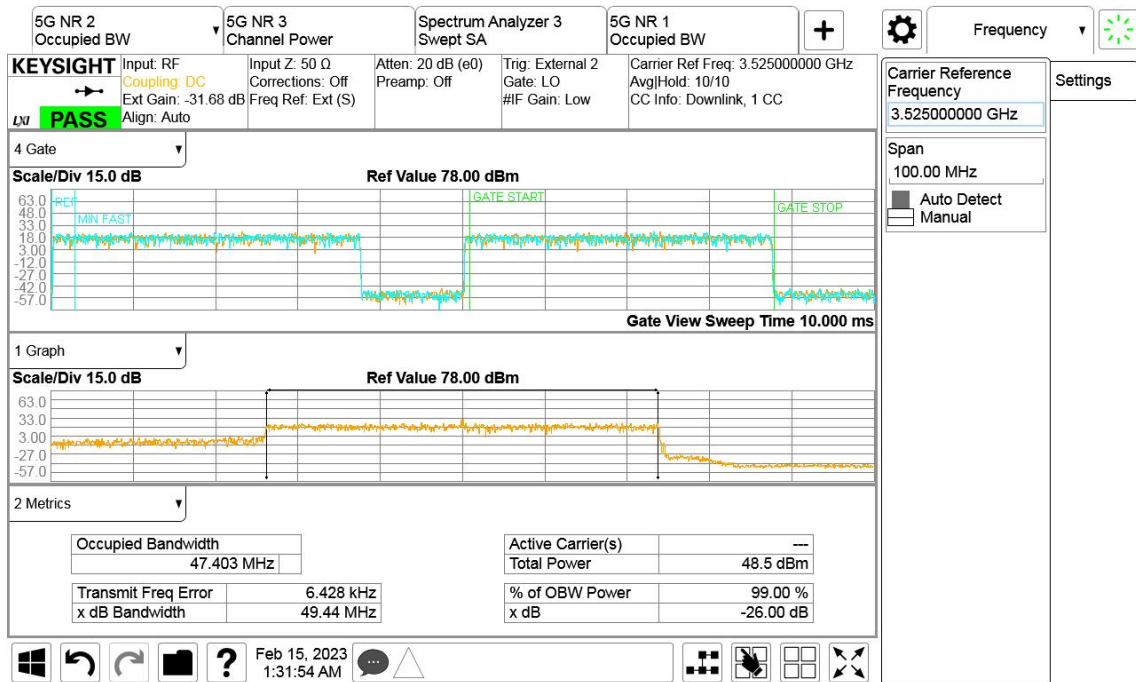 5G NR 2
Occupied BW
5G NR 3
Channel Power
Spectrum Analyzer 3
Swept SA
5G NR 1
Occupied BW
Frequency
KEYSIGHT
LXI
PASS
Input: RF
Coupling: DC
Ext Gain: -31.68 dB
Align: Auto
Input Z: 50 Ω
Corrections: Off
Freq Ref: Ext (S)
Atten: 20 dB (e0)
Preamp: Off
Trig: External 2
Gate: LO
#IF Gain: Low
Carrier Ref Freq: 3.525000000 GHz
Avg|Hold: 10/10
CC Info: Downlink, 1 CC
Carrier Reference
Frequency
3.525000000 GHz
Span
100.00 MHz
Auto Detect
Manual
Settings
4 Gate
Scale/Div 15.0 dB
Ref Value 78.00 dBm
63.0
48.0
33.0
18.0
3.00
-12.0
-27.0
-42.0
-57.0
REF
MIN FAST
GATE START
GATE STOP
Gate View Sweep Time 10.000 ms
1 Graph
Scale/Div 15.0 dB
Ref Value 78.00 dBm
63.0
33.0
3.00
-27.0
-57.0
2 Metrics
Occupied Bandwidth
47.403 MHz
Transmit Freq Error 6.428 kHz
x dB Bandwidth 49.44 MHz
Active Carrier(s) ---
Total Power 48.5 dBm
% of OBW Power 99.00 %
x dB -26.00 dB
?
Feb 15, 2023
1:31:54 AM